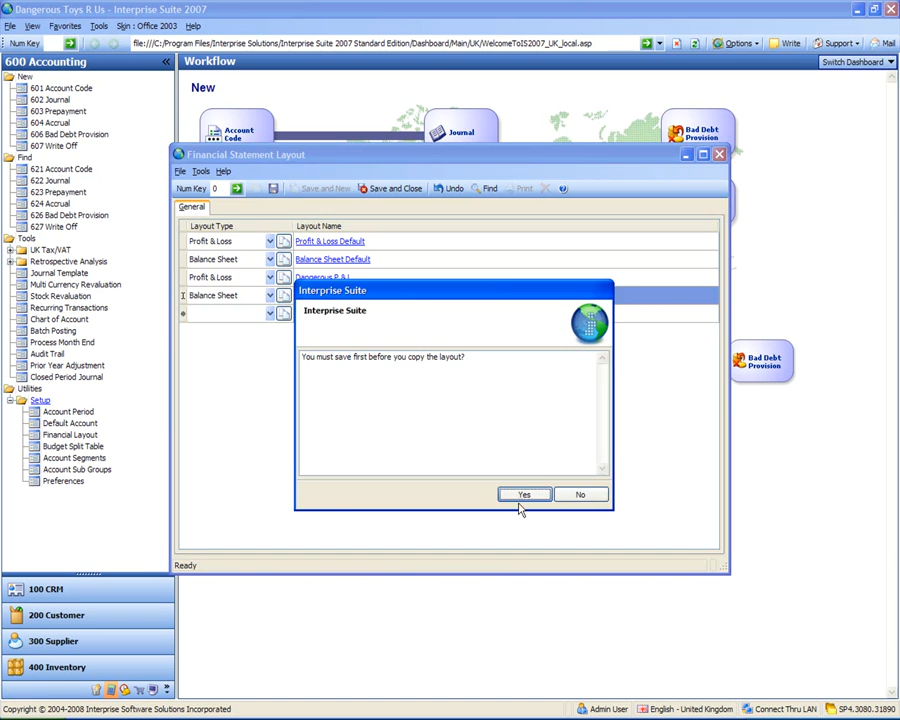 Dangerous Toys R Us - Interprise Suite 2007
File View Favorites Tools Skin : Office 2003 Help
Num Key file:///C:/Program Files/Interprise Solutions/Interprise Suite 2007 Standard Edition/Dashboard/Main/UK/WelcomeToIS2007_UK_local.asp Options Write Support Mail
600 Accounting «
Workflow
Switch Dashboard
New
601 Account Code
602 Journal
603 Prepayment
604 Accrual
606 Bad Debt Provision
607 Write Off
Find
621 Account Code
622 Journal
623 Prepayment
624 Accrual
626 Bad Debt Provision
627 Write Off
Tools
UK Tax/VAT
Retrospective Analysis
Journal Template
Multi Currency Revaluation
Stock Revaluation
Recurring Transactions
Chart of Account
Batch Posting
Process Month End
Audit Trail
Prior Year Adjustment
Closed Period Journal
Utilities
Setup
Account Period
Default Account
Financial Layout
Budget Split Table
Account Segments
Account Sub Groups
Preferences
100 CRM
200 Customer
300 Supplier
400 Inventory
New
Account Code
Journal
Bad Debt Provision
Financial Statement Layout
File Tools Help
Num Key 0 Save and New Save and Close Undo Find Print
General
Layout Type Layout Name
Profit & Loss Profit & Loss Default
Balance Sheet Balance Sheet Default
Profit & Loss Dangerous P & L
Balance Sheet
Interprise Suite
Interprise Suite
You must save first before you copy the layout?
Yes No
Bad Debt Provision
Ready
Copyright © 2004-2008 Interprise Software Solutions Incorporated Admin User English - United Kingdom Connect Thru LAN SP4.3080.31890